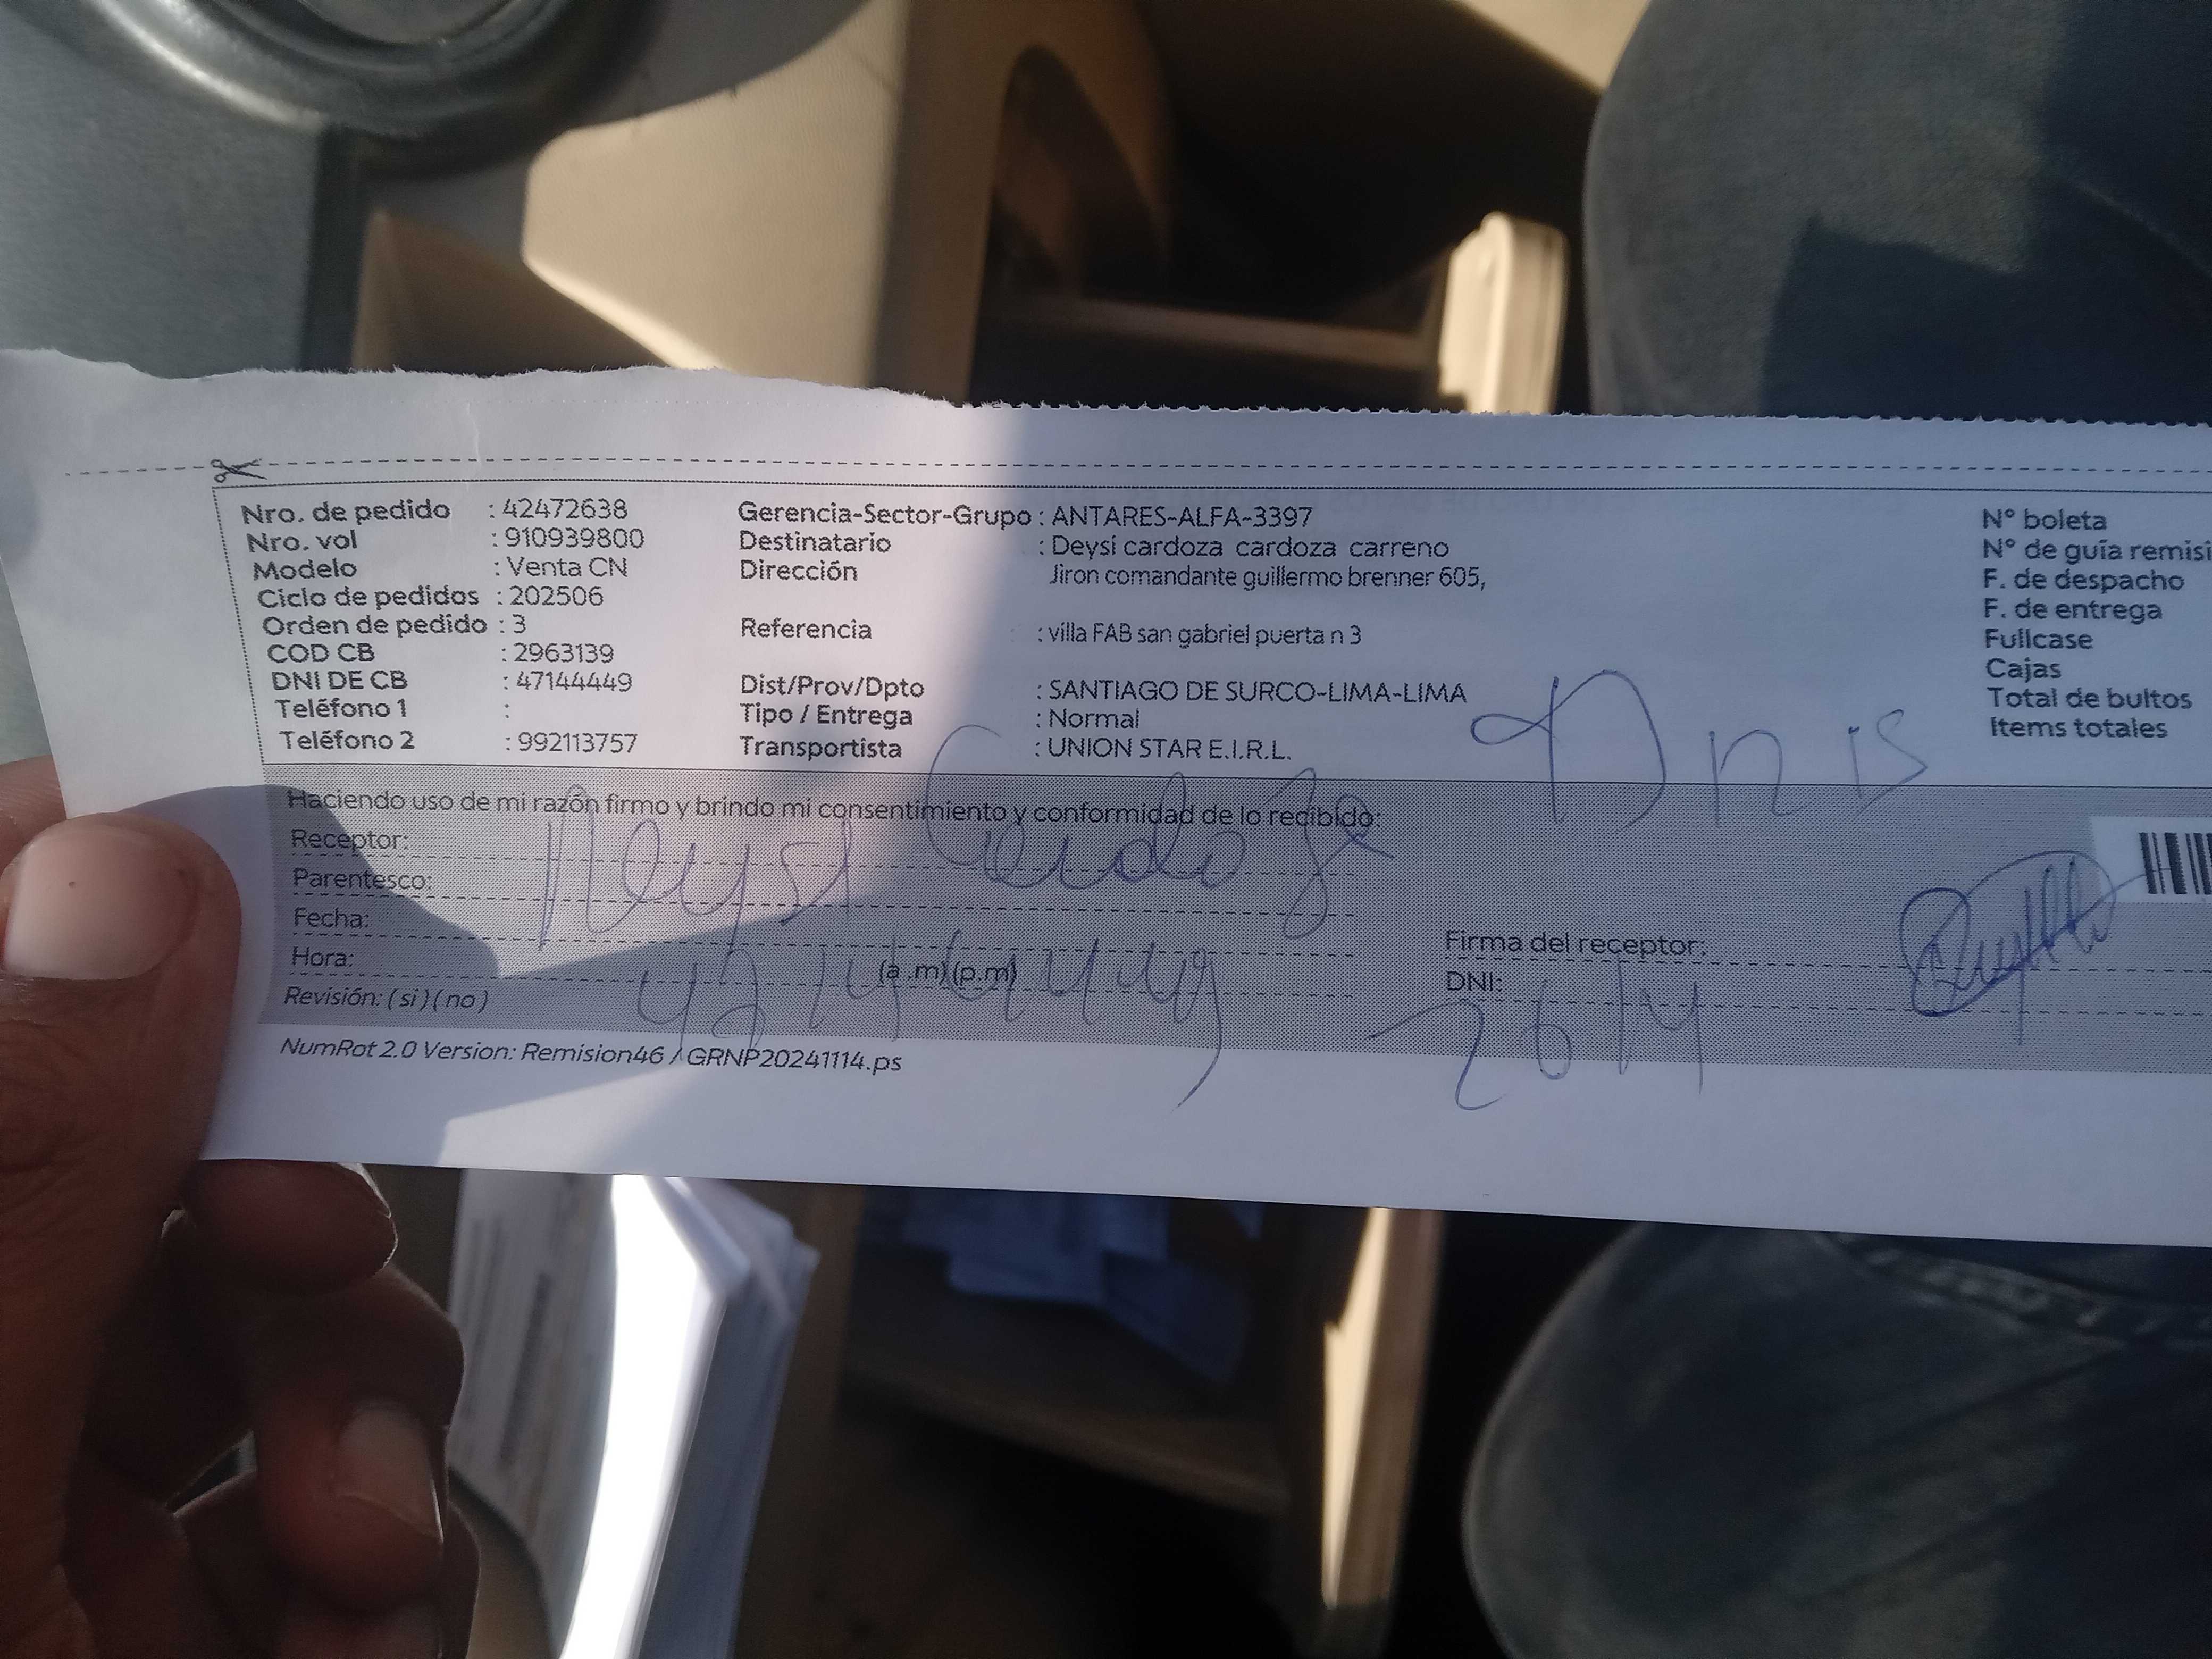 Nro. de pedido : 42472638
Nro. vol : 910939800
Modelo : Venta CN
Ciclo de pedidos : 202506
Orden de pedido : 3
COD CB : 2963139
DNI DE CB : 47144449
Teléfono 1 :
Teléfono 2 : 992113757
Gerencia-Sector-Grupo : ANTARES-ALFA-3397
Destinatario : Deysi cardoza cardoza carreno
Dirección Jiron comandante guillermo brenner 605,
Referencia : villa FAB san gabriel puerta n 3
Dist/Prov/Dpto : SANTIAGO DE SURCO-LIMA-LIMA
Tipo / Entrega : Normal
Transportista : UNION STAR E.I.R.L.
N° boleta
N° de guía remisi
F. de despacho
F. de entrega
Fullcase
Cajas
Total de bultos
Items totales
Haciendo uso de mi razón firmo y brindo mi consentimiento y conformidad de lo recibido:
Receptor: Deysi Cardoza
Parentesco:
Fecha:
Hora: (a .m) (p.m)
Revisión: ( si ) ( no )
47144449
Firma del receptor:
DNI:
26/4
NumRot 2.0 Version: Remision46 / GRNP20241114.ps